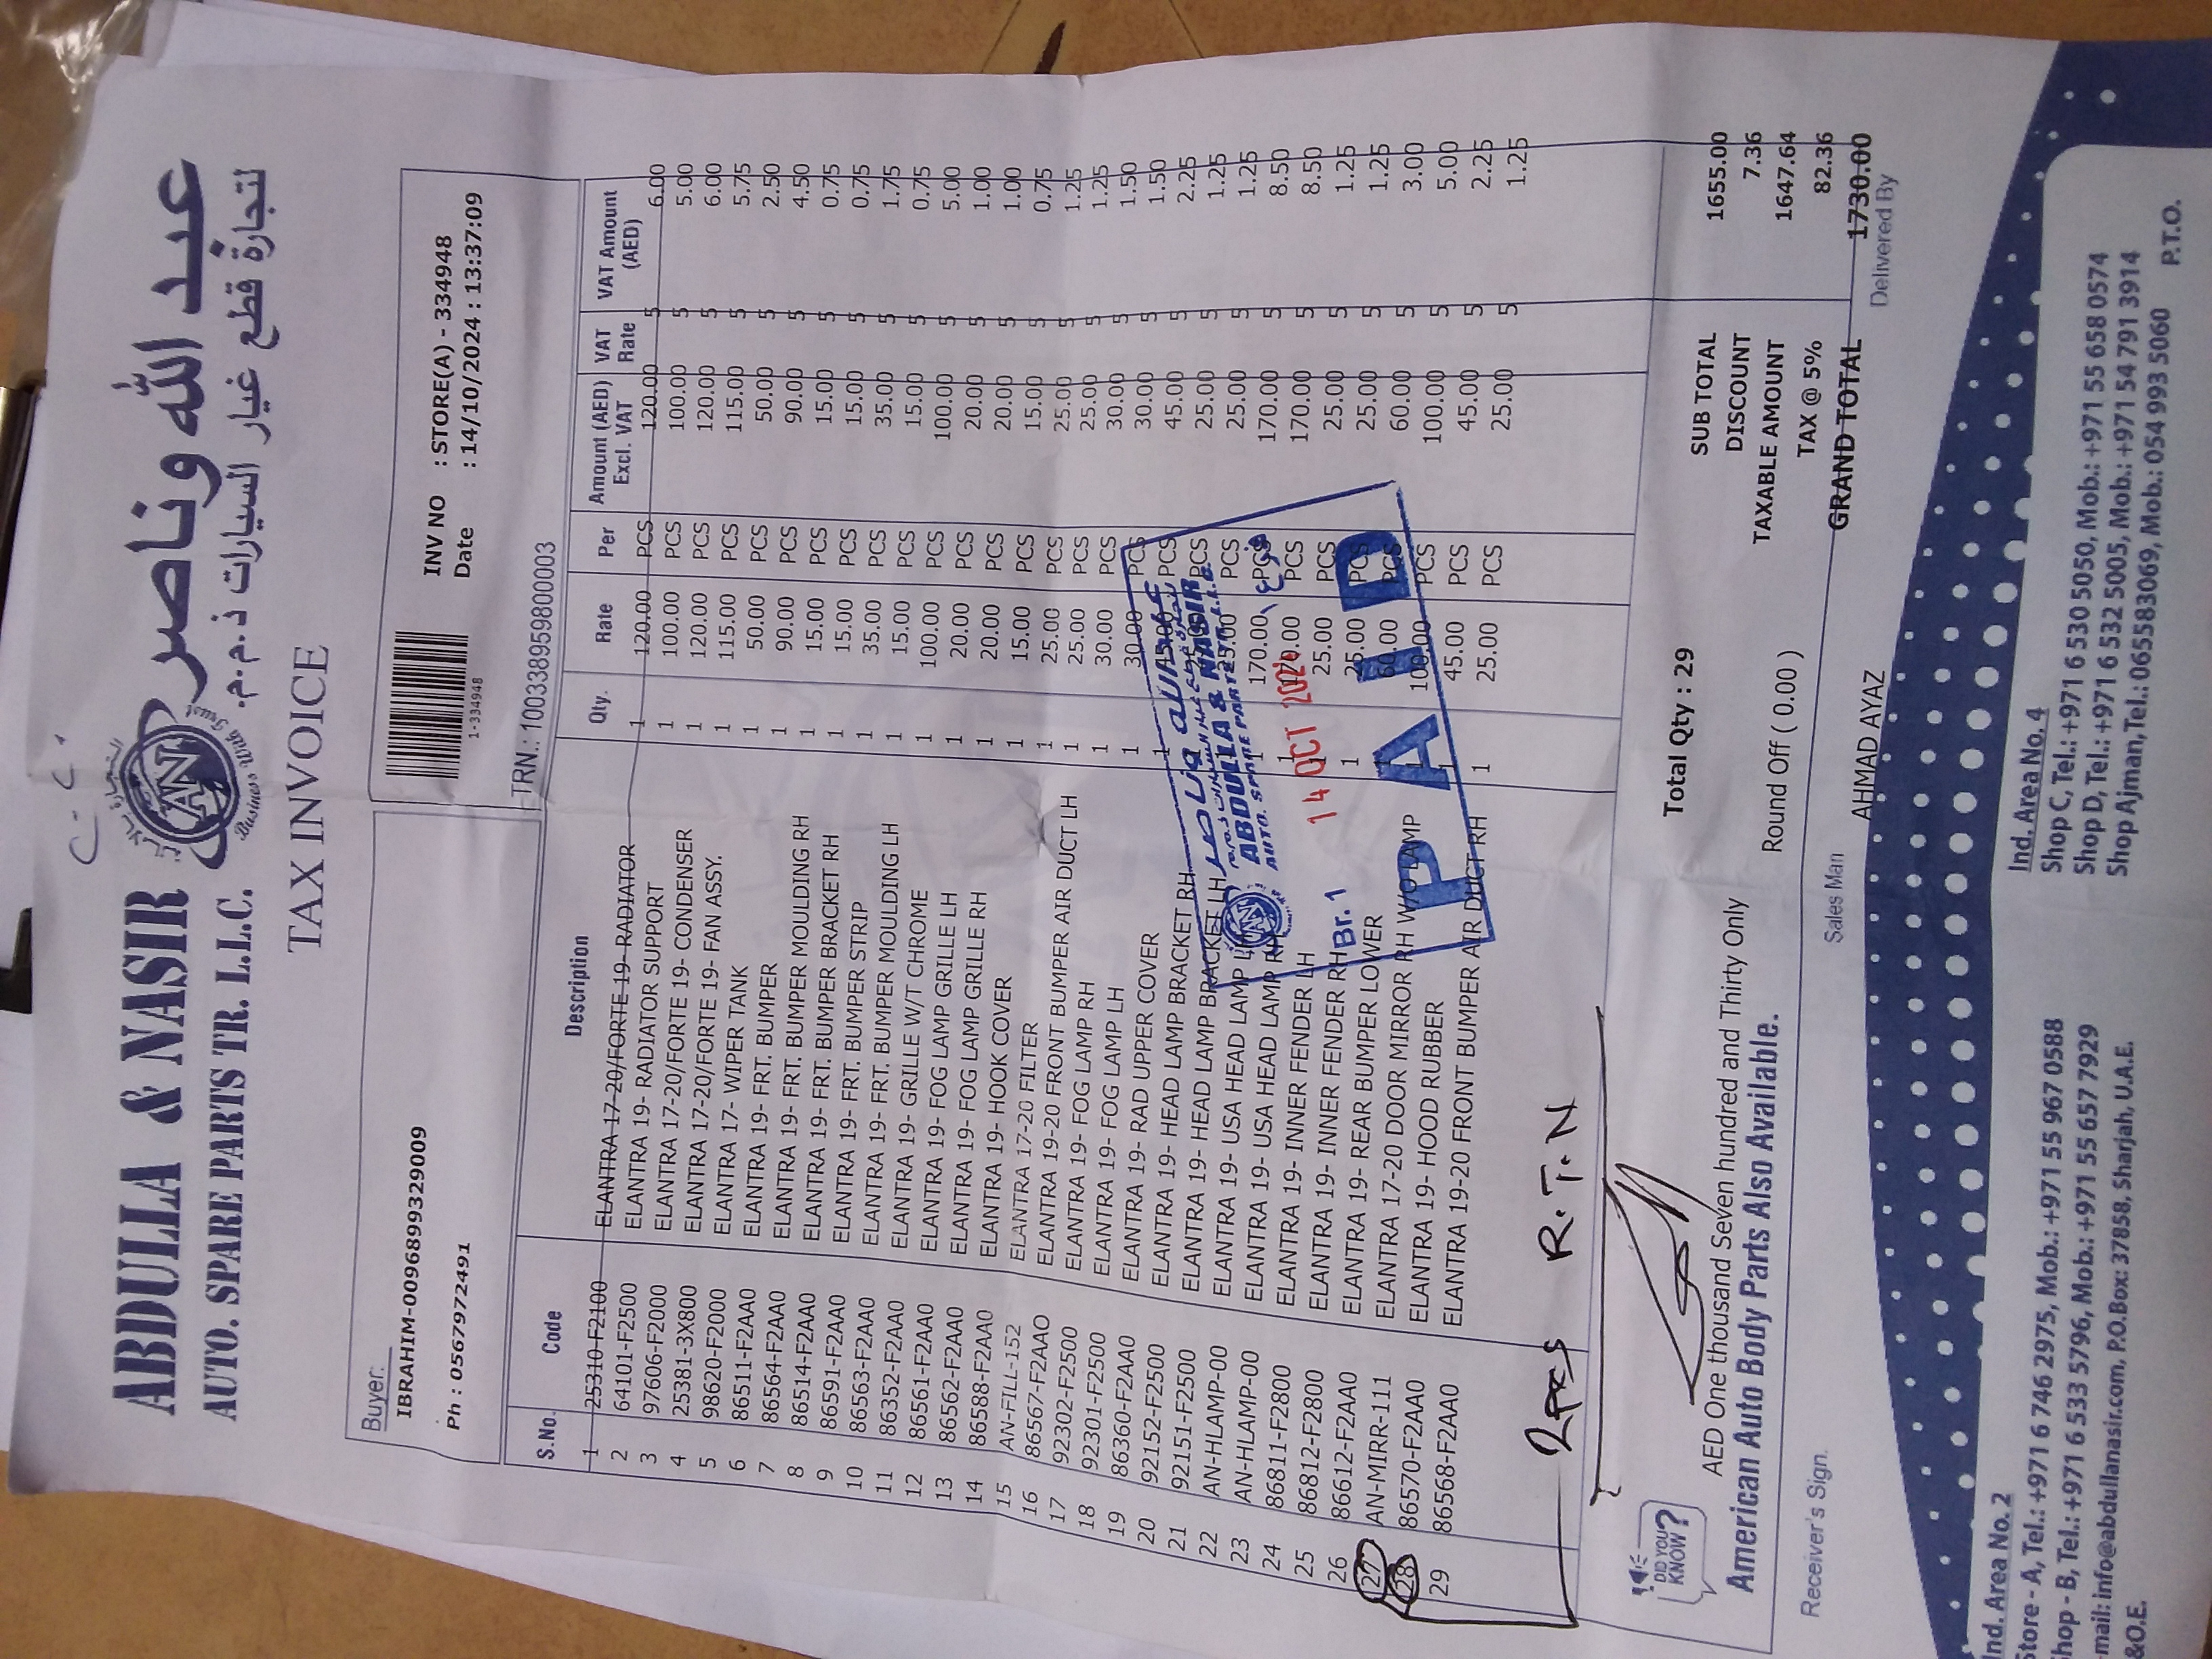 C.C.
ABDULLA & NASIR
AUTO. SPARE PARTS TR. L.L.C.
AN
Business With Trust
عبد الله وناصر
لتجارة قطع غيار السيارات ذ.م.م.
TAX INVOICE
Buyer:
IBRAHIM-0096899329009
Ph : 0567972491
1-334948
INV NO : STORE(A) - 334948
Date : 14/10/2024 : 13:37:09
TRN.: 100338959800003
S.No. Code Description Qty. Rate Per Amount (AED) Excl. VAT VAT Rate VAT Amount (AED)
1 25310-F2100 ELANTRA 17-20/FORTE 19- RADIATOR 1 120.00 PCS 120.00 5 6.00
2 64101-F2500 ELANTRA 19- RADIATOR SUPPORT 1 100.00 PCS 100.00 5 5.00
3 97606-F2000 ELANTRA 17-20/FORTE 19- CONDENSER 1 120.00 PCS 120.00 5 6.00
4 25381-3X800 ELANTRA 17-20/FORTE 19- FAN ASSY. 1 115.00 PCS 115.00 5 5.75
5 98620-F2000 ELANTRA 17- WIPER TANK 1 50.00 PCS 50.00 5 2.50
6 86511-F2AA0 ELANTRA 19- FRT. BUMPER 1 90.00 PCS 90.00 5 4.50
7 86564-F2AA0 ELANTRA 19- FRT. BUMPER MOULDING RH 1 15.00 PCS 15.00 5 0.75
8 86514-F2AA0 ELANTRA 19- FRT. BUMPER BRACKET RH 1 15.00 PCS 15.00 5 0.75
9 86591-F2AA0 ELANTRA 19- FRT. BUMPER STRIP 1 35.00 PCS 35.00 5 1.75
10 86563-F2AA0 ELANTRA 19- FRT. BUMPER MOULDING LH 1 15.00 PCS 15.00 5 0.75
11 86352-F2AA0 ELANTRA 19- GRILLE W/T CHROME 1 100.00 PCS 100.00 5 5.00
12 86561-F2AA0 ELANTRA 19- FOG LAMP GRILLE LH 1 20.00 PCS 20.00 5 1.00
13 86562-F2AA0 ELANTRA 19- FOG LAMP GRILLE RH 1 20.00 PCS 20.00 5 1.00
14 86588-F2AA0 ELANTRA 19- HOOK COVER 1 15.00 PCS 15.00 5 0.75
15 AN-FILL-152 ELANTRA 17-20 FILTER 1 25.00 PCS 25.00 5 1.25
16 86567-F2AAO ELANTRA 19-20 FRONT BUMPER AIR DUCT LH 1 25.00 PCS 25.00 5 1.25
17 92302-F2500 ELANTRA 19- FOG LAMP RH 1 30.00 PCS 30.00 5 1.50
18 92301-F2500 ELANTRA 19- FOG LAMP LH 1 30.00 PCS 30.00 5 1.50
19 86360-F2AA0 ELANTRA 19- RAD UPPER COVER 1 45.00 PCS 45.00 5 2.25
20 92152-F2500 ELANTRA 19- HEAD LAMP BRACKET RH 1 25.00 PCS 25.00 5 1.25
21 92151-F2500 ELANTRA 19- HEAD LAMP BRACKET LH 1 25.00 PCS 25.00 5 1.25
22 AN-HLAMP-00 ELANTRA 19- USA HEAD LAMP LH 1 170.00 PCS 170.00 5 8.50
23 AN-HLAMP-00 ELANTRA 19- USA HEAD LAMP RH 1 170.00 PCS 170.00 5 8.50
24 86811-F2800 ELANTRA 19- INNER FENDER LH 1 25.00 PCS 25.00 5 1.25
25 86812-F2800 ELANTRA 19- INNER FENDER RH 1 25.00 PCS 25.00 5 1.25
26 86612-F2AA0 ELANTRA 19- REAR BUMPER LOWER 1 60.00 PCS 60.00 5 3.00
27 AN-MIRR-111 ELANTRA 17-20 DOOR MIRROR RH W/O LAMP 1 100.00 PCS 100.00 5 5.00
28 86570-F2AA0 ELANTRA 19- HOOD RUBBER 1 45.00 PCS 45.00 5 2.25
29 86568-F2AA0 ELANTRA 19-20 FRONT BUMPER AIR DUCT RH 1 25.00 PCS 25.00 5 1.25
ABDULLA & NASIR
AUTO. SPARE PARTS TR. L.L.C.
14 OCT 2024
Br. 1
PAID
2 PCS R.T.N
Total Qty : 29
SUB TOTAL 1655.00
DISCOUNT 7.36
TAXABLE AMOUNT 1647.64
TAX @ 5% 82.36
Round Off ( 0.00 )
GRAND TOTAL 1730.00
DID YOU KNOW?
AED One thousand Seven hundred and Thirty Only
American Auto Body Parts Also Available.
Receiver's Sign.
Sales Man
AHMAD AYAZ
Delivered By
Ind. Area No. 2
Store - A, Tel.: +971 6 746 2975, Mob.: +971 55 967 0588
Shop - B, Tel.: +971 6 533 5796, Mob.: +971 55 657 7929
-mail: info@abdullanasir.com, P.O.Box: 37858, Sharjah, U.A.E.
&O.E.
Ind. Area No. 4
Shop C, Tel.: +971 6 530 5050, Mob.: +971 55 658 0574
Shop D, Tel.: +971 6 532 5005, Mob.: +971 54 791 3914
Shop Ajman, Tel.: 065583069, Mob.: 054 993 5060
P.T.O.